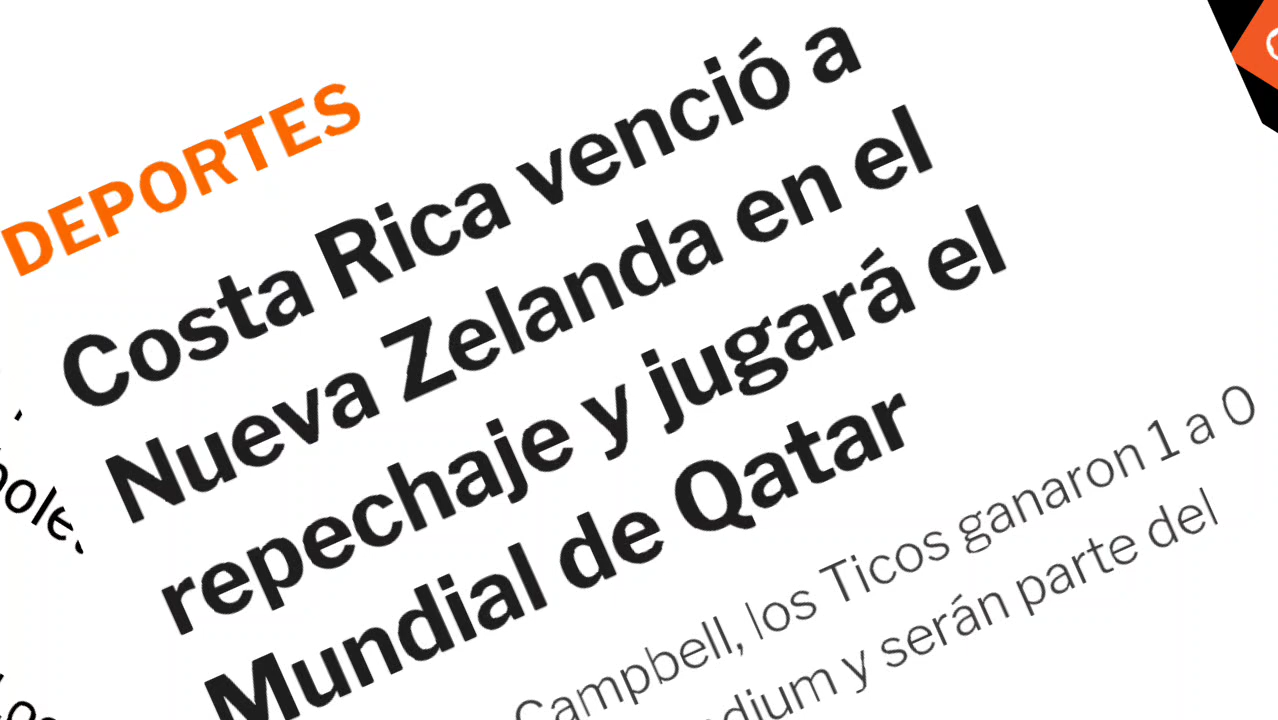 DEPORTES
Costa Rica venció a
Nueva Zelanda en el
repechaje y jugará el
Mundial de Qatar
Campbell, los Ticos ganaron 1 a 0
y serán parte del